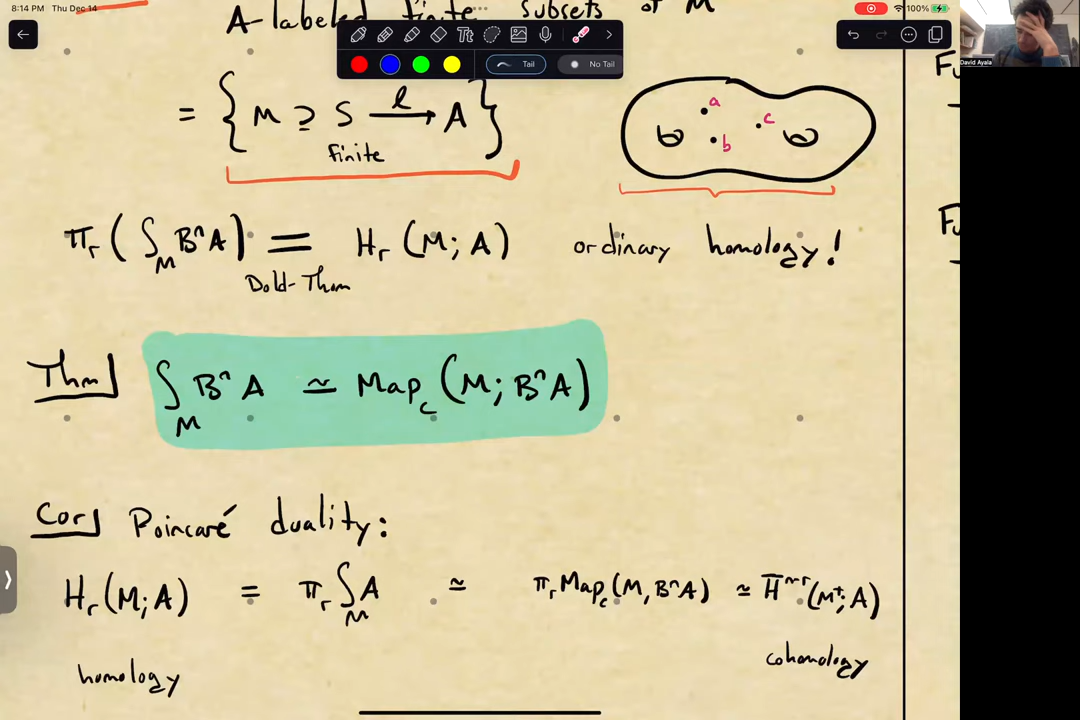 8:14 PM Thu Dec 14
100%
A-labeled finite subsets of M
Tt
Tail
No Tail
David Ayala
= { M ⊇ S —l→ A }
finite
a
c
b
π_r ( ∫_M B^n A ) = H_r (M; A) ordinary homology!
Dold-Thom
Thm] ∫_M B^n A ≃ Map_c (M; B^n A)
Cor] Poincaré duality:
H_r (M; A) = π_r ∫_M A ≃ π_r Map_c (M, B^n A) ≃ H̄^{n-r} (M^+; A)
homology
cohomology